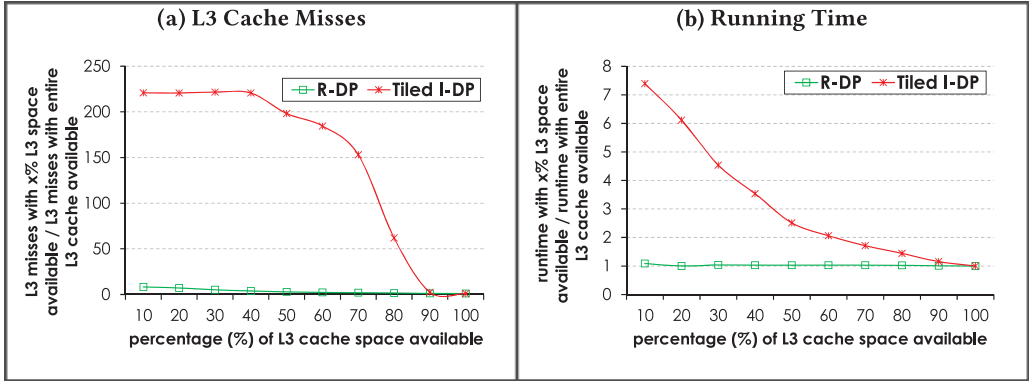 (a) L3 Cache Misses
L3 misses with x% L3 space
available / L3 misses with entire
L3 cache available
250
200
150
100
50
0
R-DP
Tiled I-DP
10 20 30 40 50 60 70 80 90 100
percentage (%) of L3 cache space available
(b) Running Time
runtime with x% L3 space
available / runtime with entire
L3 cache available
8
7
6
5
4
3
2
1
0
R-DP
Tiled I-DP
10 20 30 40 50 60 70 80 90 100
percentage (%) of L3 cache space available